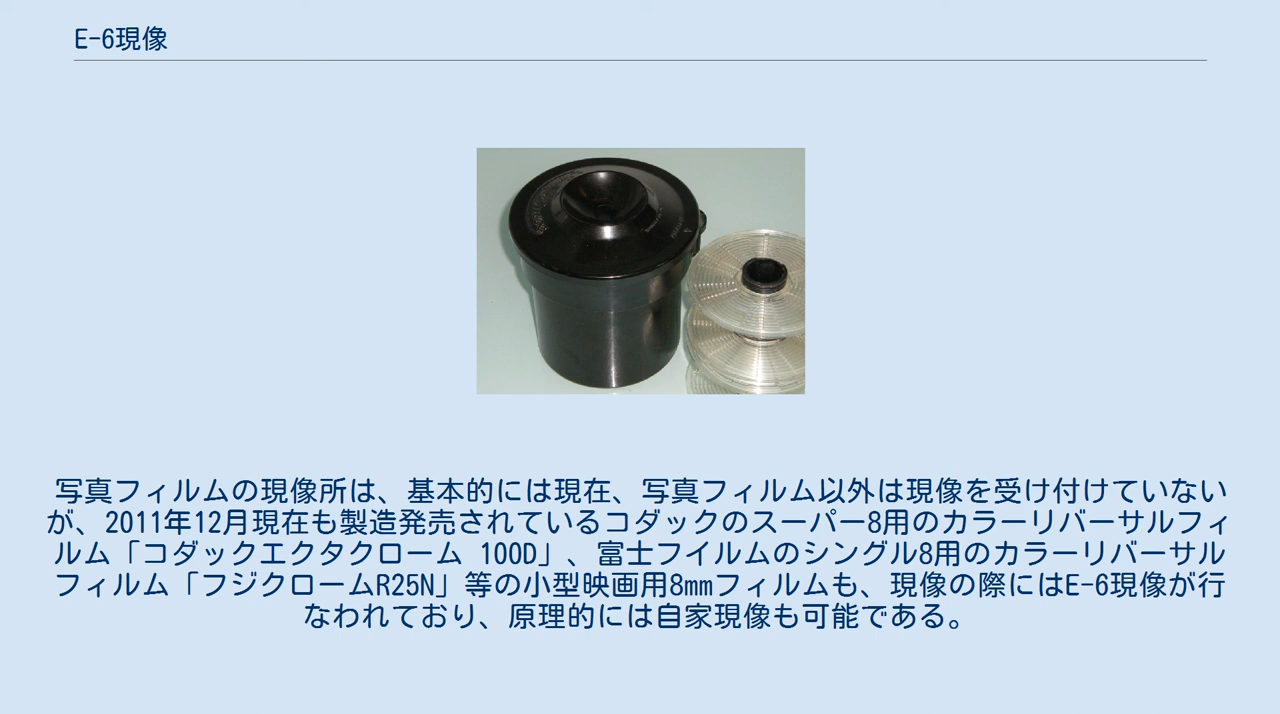 E-6現像
写真フィルムの現像所は、基本的には現在、写真フィルム以外は現像を受け付けていない
が、2011年12月現在も製造発売されているコダックのスーパー8用のカラーリバーサルフィ
ルム「コダックエクタクローム 100D」、富士フイルムのシングル8用のカラーリバーサル
フィルム「フジクロームR25N」等の小型映画用8mmフィルムも、現像の際にはE-6現像が行
なわれており、原理的には自家現像も可能である。